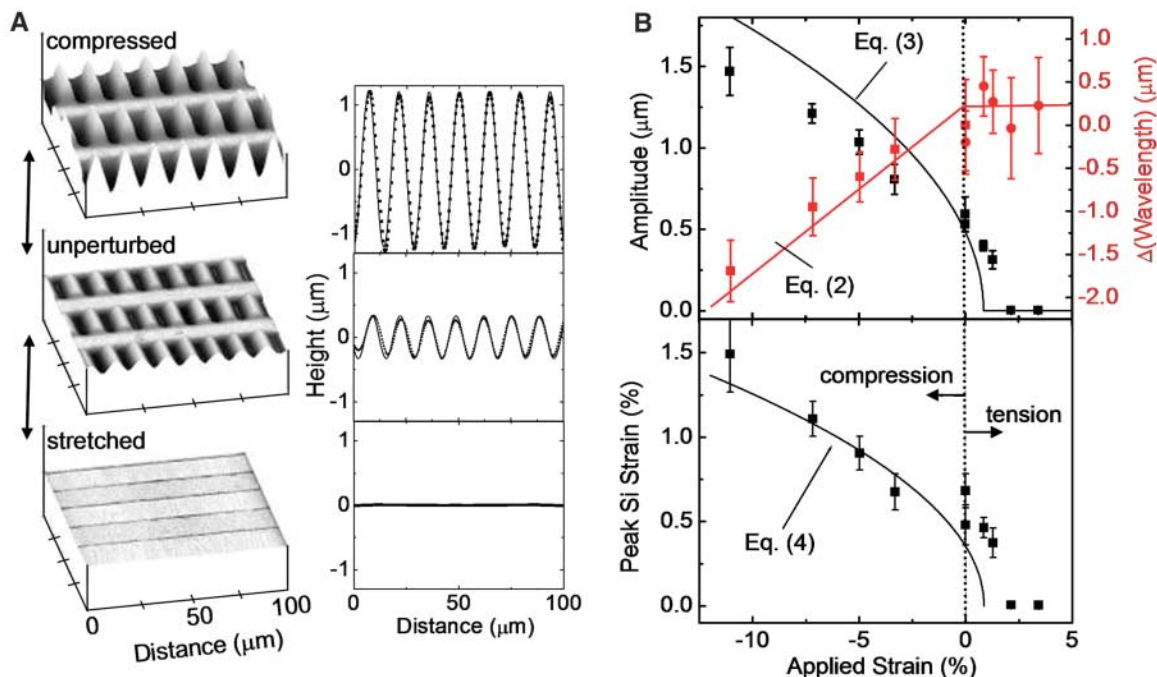 A
compressed
unperturbed
stretched
0
50
100
Distance (μm)
Height (μm)
1
0
-1
1
0
-1
1
0
-1
0
25
50
75
100
Distance (μm)
B
Amplitude (μm)
1.5
1.0
0.5
0.0
Eq. (3)
Eq. (2)
1.0
0.5
0.0
-0.5
-1.0
-1.5
-2.0
Δ(Wavelength) (μm)
Peak Si Strain (%)
1.5
1.0
0.5
0.0
compression
tension
Eq. (4)
-10
-5
0
5
Applied Strain (%)